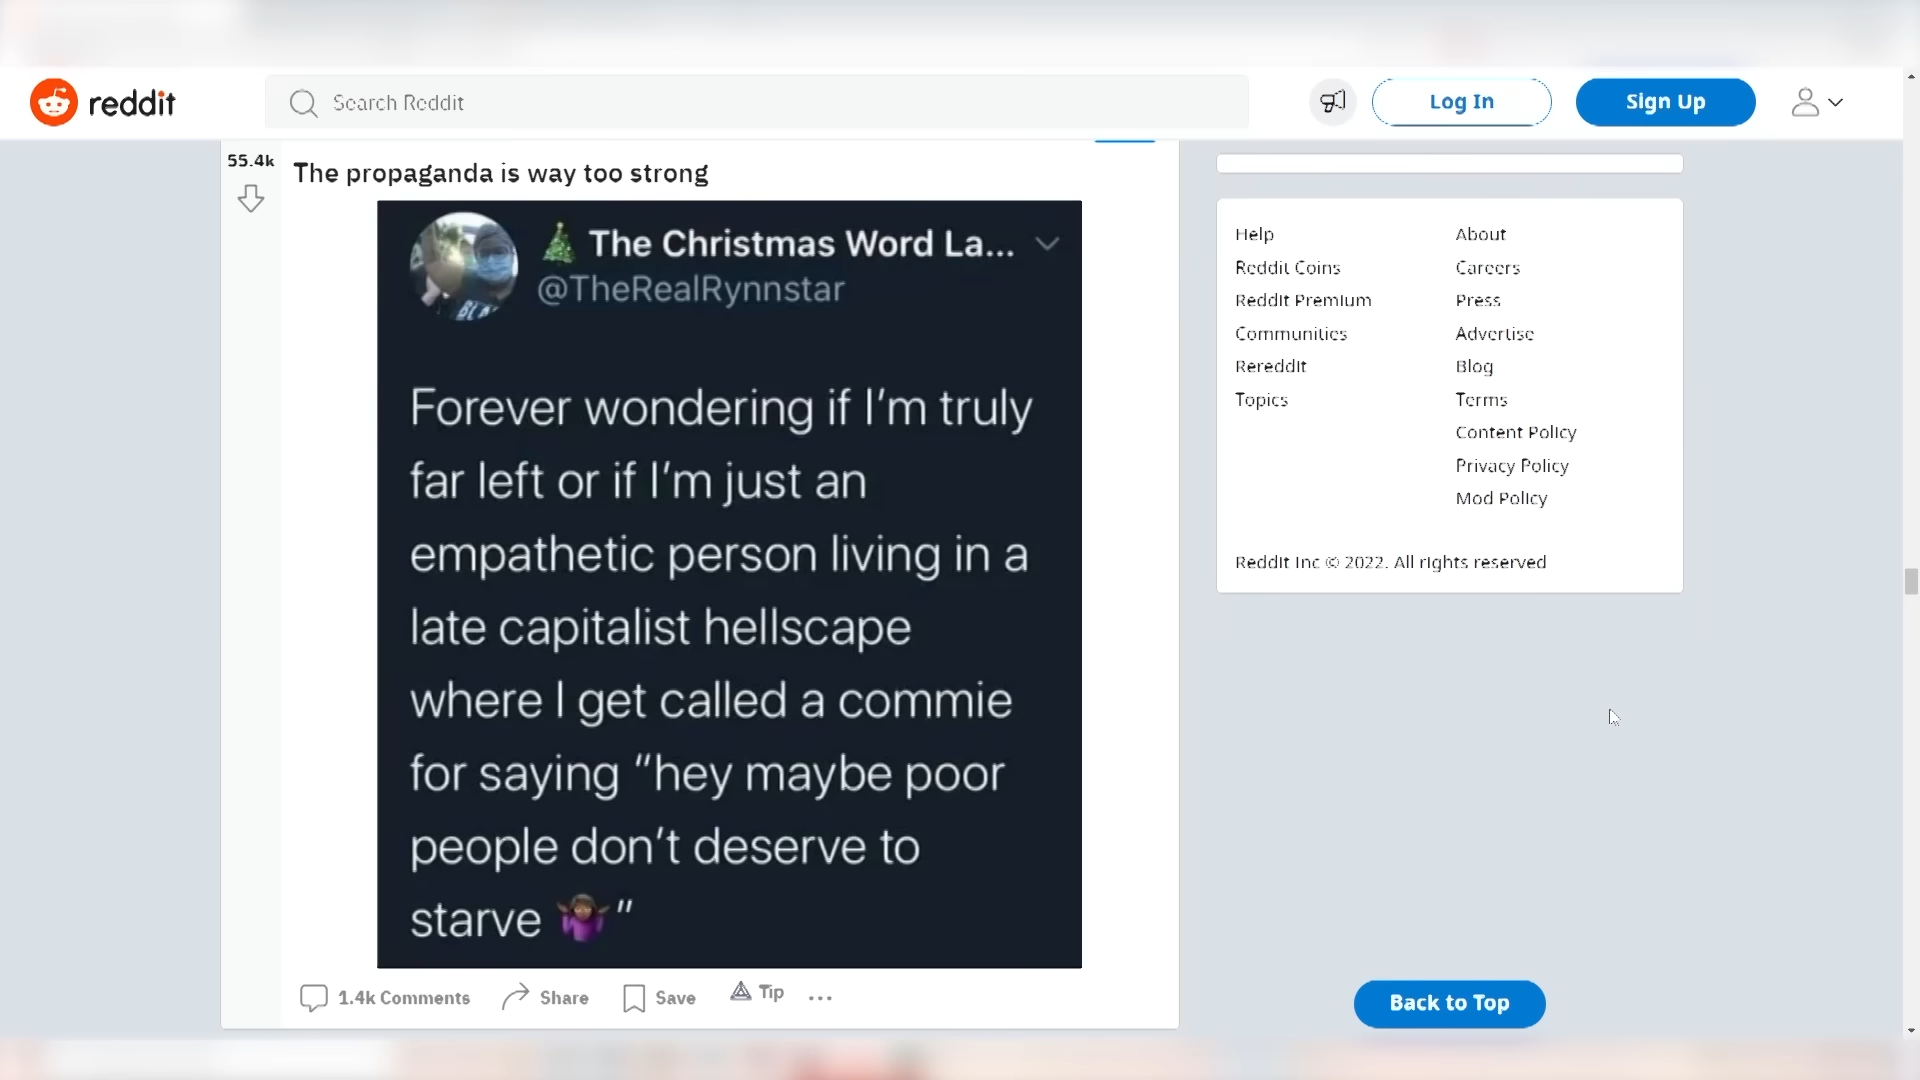 reddit
Search Reddit
Log In
Sign Up
55.4k
The propaganda is way too strong
🎄 The Christmas Word La...
@TheRealRynnstar
Forever wondering if I'm truly
far left or if I'm just an
empathetic person living in a
late capitalist hellscape
where I get called a commie
for saying "hey maybe poor
people don't deserve to
starve 🤷🏾‍♀️"
1.4k Comments
Share
Save
Tip
...
Help
About
Reddit Coins
Careers
Reddit Premium
Press
Communities
Advertise
Rereddit
Blog
Topics
Terms
Content Policy
Privacy Policy
Mod Policy
Reddit Inc © 2022. All rights reserved
Back to Top